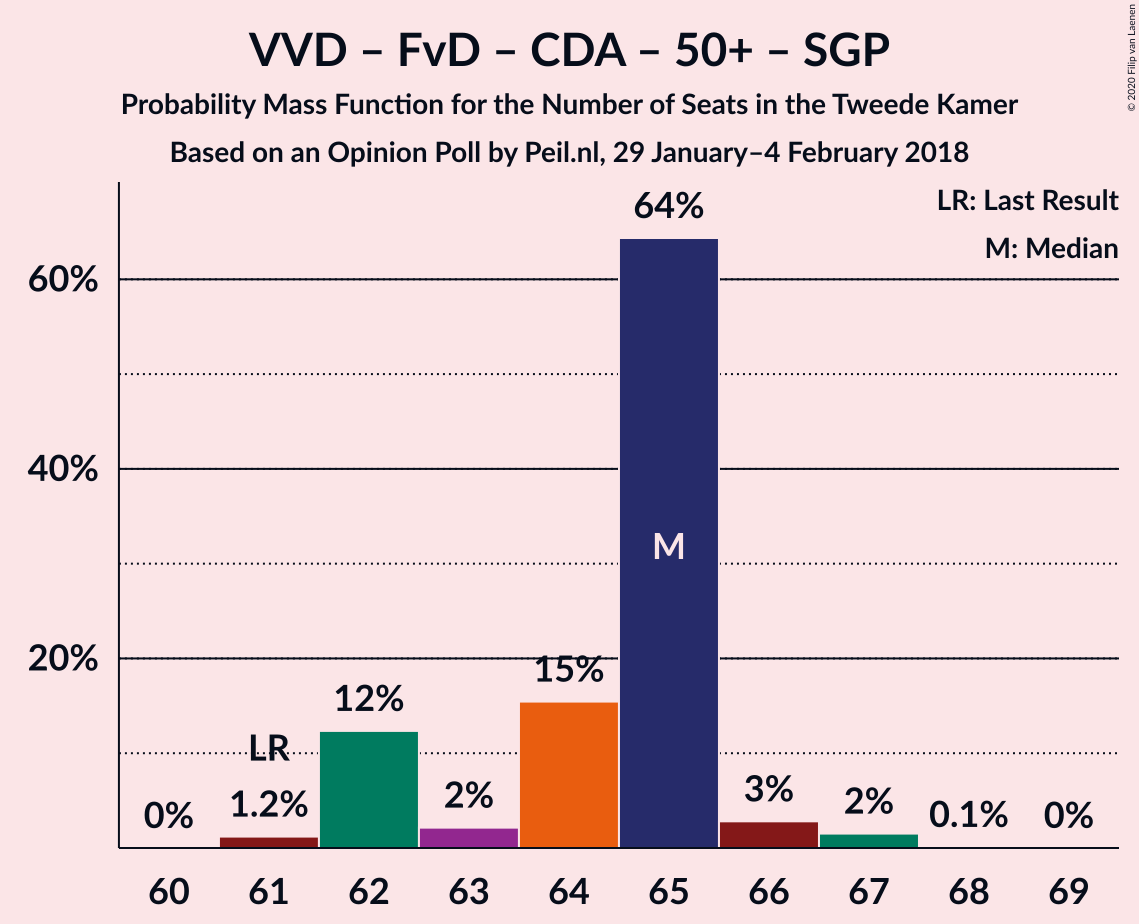 VVD – FvD – CDA – 50+ – SGP
Probability Mass Function for the Number of Seats in the Tweede Kamer
Based on an Opinion Poll by Peil.nl, 29 January–4 February 2018
© 2020 Filip van Laenen
LR: Last Result
M: Median
64%
60%
40%
M
20%
15%
12%
LR
1.2%
0%
2%
3%
2%
0.1%
0%
60 61 62 63 64 65 66 67 68 69